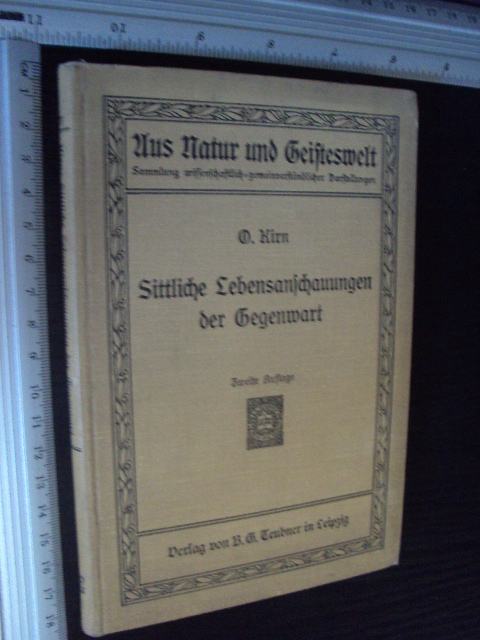 Aus Natur und Geisteswelt
Sammlung wissenschaftlich-gemeinverständlicher Darstellungen
O. Kirn
Sittliche Lebensanschauungen
der Gegenwart
Zweite Auflage
Verlag von B. G. Teubner in Leipzig